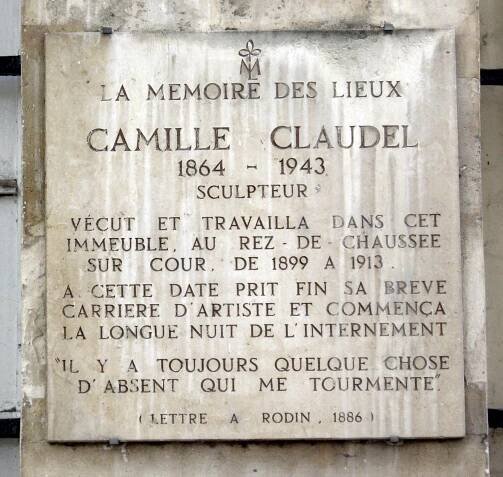 LA MEMOIRE DES LIEUX
CAMILLE CLAUDEL
1864 - 1943
SCULPTEUR
VÉCUT ET TRAVAILLA DANS CET
IMMEUBLE, AU REZ - DE - CHAUSSEE
SUR COUR, DE 1899 A 1913.
A CETTE DATE PRIT FIN SA BREVE
CARRIERE D'ARTISTE ET COMMENÇA
LA LONGUE NUIT DE L'INTERNEMENT
"IL Y A TOUJOURS QUELQUE CHOSE
D'ABSENT QUI ME TOURMENTE"
( LETTRE A RODIN, 1886 )